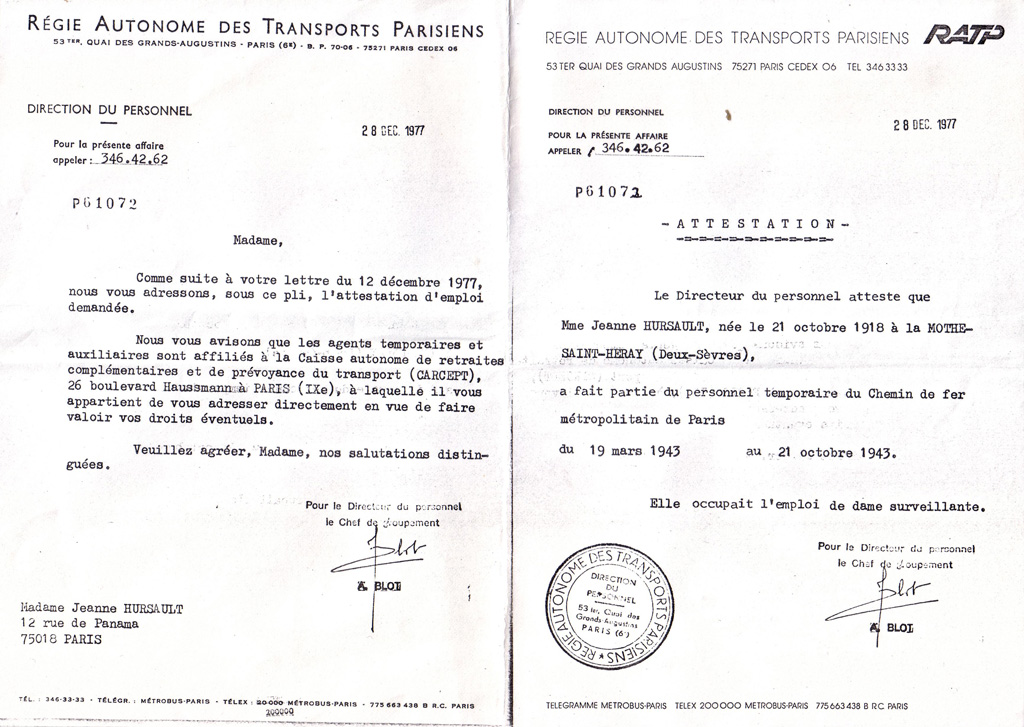 RÉGIE AUTONOME DES TRANSPORTS PARISIENS
53 TER, QUAI DES GRANDS-AUGUSTINS - PARIS (6E) - B. P. 70-06 - 75271 PARIS CEDEX 06
DIRECTION DU PERSONNEL
28 DEC. 1977
Pour la présente affaire
appeler : 346.42.62
P61072
Madame,
Comme suite à votre lettre du 12 décembre 1977,
nous vous adressons, sous ce pli, l'attestation d'emploi
demandée.
Nous vous avisons que les agents temporaires et
auxiliaires sont affiliés à la Caisse autonome de retraites
complémentaires et de prévoyance du transport (CARCEPT),
26 boulevard Haussmann à PARIS (IXe), à laquelle il vous
appartient de vous adresser directement en vue de faire
valoir vos droits éventuels.
Veuillez agréer, Madame, nos salutations distin-
guées.
Pour le Directeur du personnel
le Chef de Groupement
A. BLOT
Madame Jeanne HURSAULT
12 rue de Panama
75018 PARIS
TÉL. : 346-33-33 - TÉLÉGR. : MÉTROBUS-PARIS - TÉLEX : 20000 MÉTROBUS-PARIS - 775 663 438 B R.C. PARIS
200000
REGIE AUTONOME DES TRANSPORTS PARISIENS RATP
53 TER QUAI DES GRANDS AUGUSTINS 75271 PARIS CEDEX 06 TEL 346 33 33
DIRECTION DU PERSONNEL
28 DEC. 1977
POUR LA PRÉSENTE AFFAIRE
APPELER 346.42.62
P61072
- A T T E S T A T I O N -
-=-=-=-=-=-=-=-=-=-
Le Directeur du personnel atteste que
Mme Jeanne HURSAULT, née le 21 octobre 1918 à la MOTHE-
SAINT-HERAY (Deux-Sèvres),
a fait partie du personnel temporaire du Chemin de fer
métropolitain de Paris
du 19 mars 1943 au 21 octobre 1943.
Elle occupait l'emploi de dame surveillante.
Pour le Directeur du personnel
le Chef de Groupement
A. BLOT
RÉGIE AUTONOME DES TRANSPORTS PARISIENS
DIRECTION
DU
PERSONNEL
53 ter, Quai des
Grands-Augustins
PARIS (6e)
TELEGRAMME METROBUS-PARIS TELEX 200000 METROBUS-PARIS 775 663 438 B R.C. PARIS